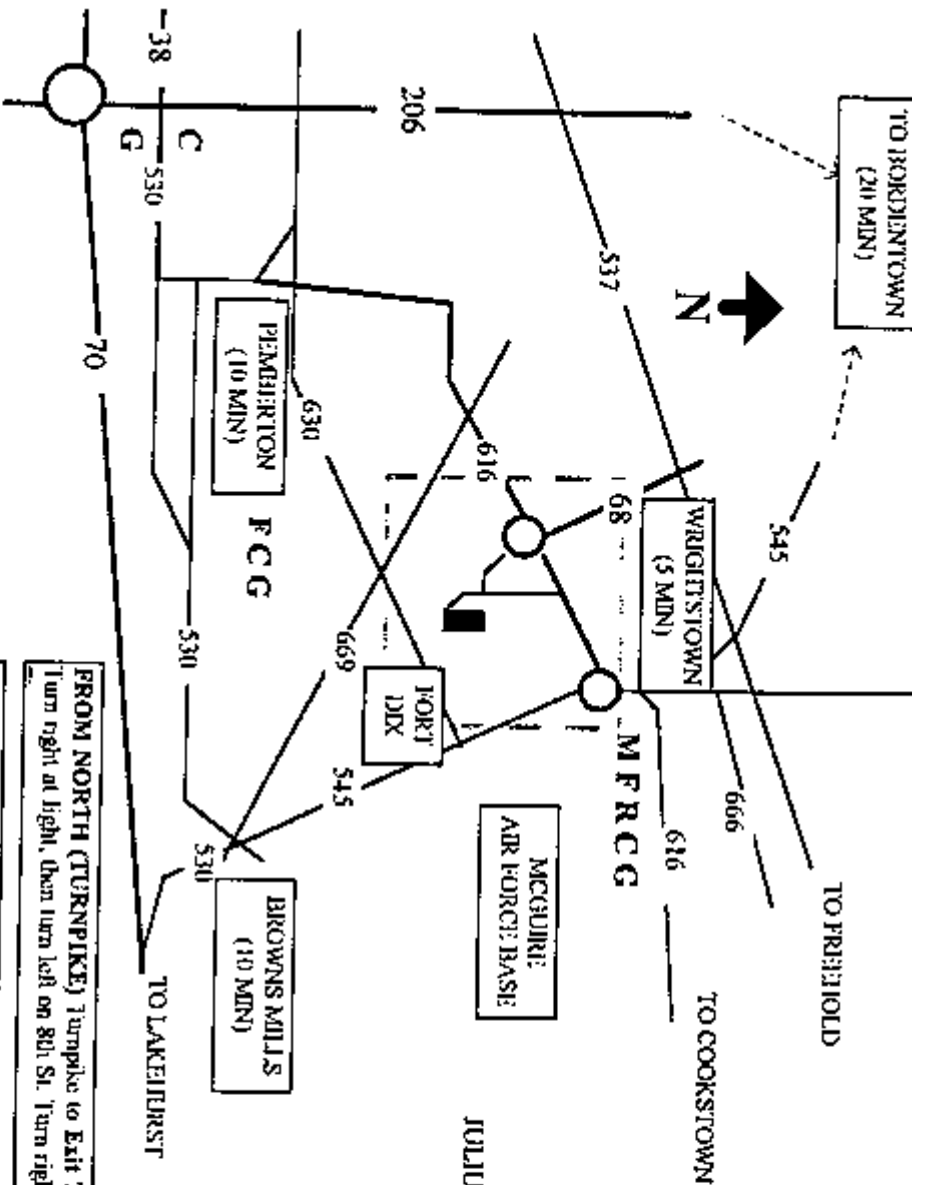 TO BORDENTOWN
(20 MIN)
TO FREEHOLD
545
666
TO COOKSTOWN
N
WRIGHTSTOWN
(5 MIN)
616
M F R C G
68
537
MCGUIRE
AIR FORCE BASE
616
JULIU
206
FORT
DIX
545
669
630
PEMBERTON
(10 MIN)
BROWNS MILLS
(10 MIN)
F C G
530
C
530
TO LAKEHURST
38
530
G
70
FROM NORTH (TURNPIKE) Turnpike to Exit
Turn right at light, then turn left on 8th St. Turn righ